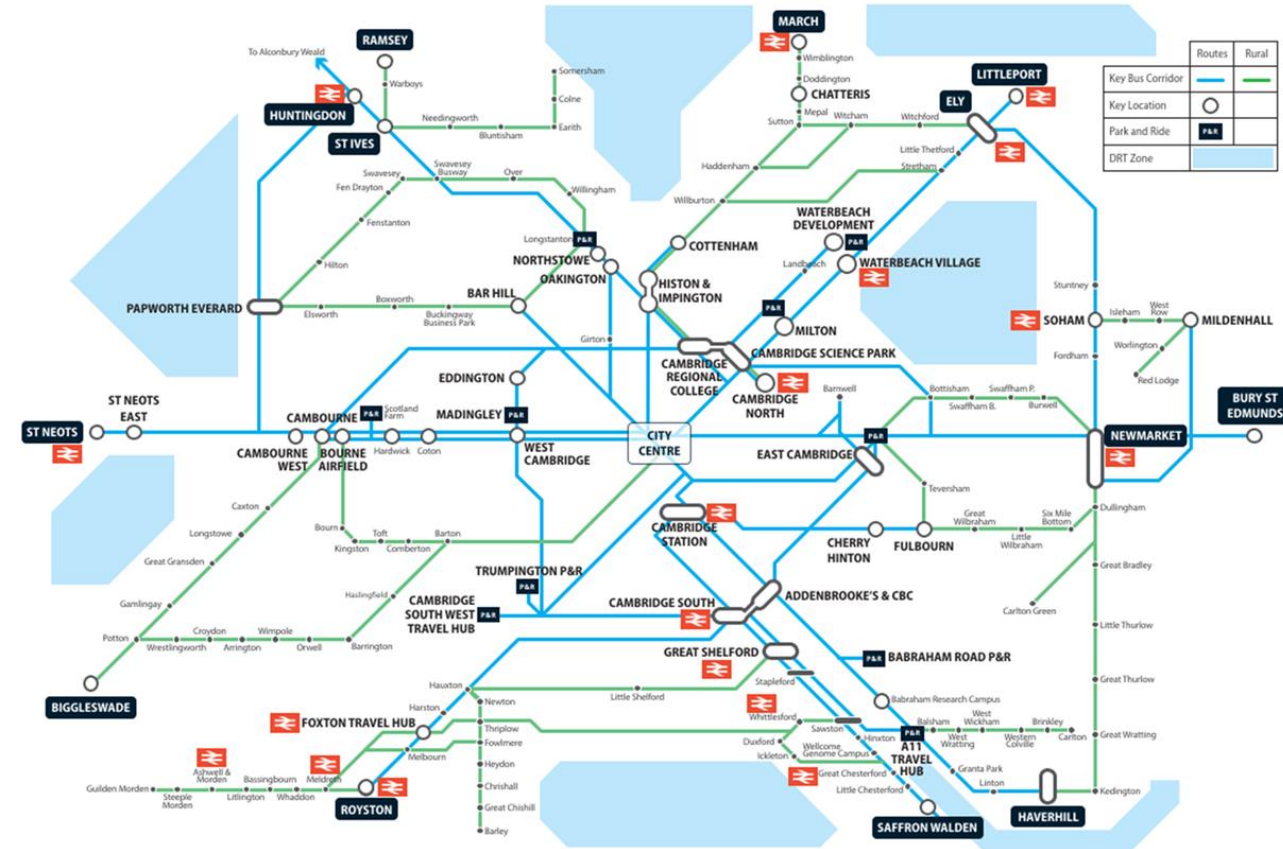 To Alconbury Weald
RAMSEY
Warboys
HUNTINGDON
ST IVES
Needingworth
Bluntisham
Somersham
Colne
Earith
MARCH
Wimblington
Doddington
CHATTERIS
Mepal
Sutton
Witcham
Witchford
ELY
LITTLEPORT
Routes
Rural
Key Bus Corridor
Key Location
Park and Ride
P&R
DRT Zone
Little Thetford
Stretham
Haddenham
Willburton
Swavesey
Swavesey
Busway
Over
Willingham
Fen Drayton
Fenstanton
Hilton
Longstanton
P&R
NORTHSTOWE
OAKINGTON
COTTENHAM
HISTON &
IMPINGTON
WATERBEACH
DEVELOPMENT
P&R
Landbeach
WATERBEACH VILLAGE
P&R
MILTON
PAPWORTH EVERARD
Elsworth
Boxworth
Buckingway
Business Park
BAR HILL
Girton
Stuntney
SOHAM
Isleham
West
Row
MILDENHALL
Worlington
Red Lodge
Fordham
CAMBRIDGE SCIENCE PARK
CAMBRIDGE
REGIONAL
COLLEGE
CAMBRIDGE
NORTH
EDDINGTON
MADINGLEY
P&R
Barnwell
Bottisham
Swaffham B.
Swaffham P.
Burwell
BURY ST
EDMUNDS
NEWMARKET
ST NEOTS
ST NEOTS
EAST
CAMBOURNE
P&R
Scotland
Farm
CAMBOURNE
WEST
BOURNE
AIRFIELD
Hardwick
Coton
WEST
CAMBRIDGE
CITY
CENTRE
EAST CAMBRIDGE
P&R
Teversham
CAMBRIDGE
STATION
CHERRY
HINTON
FULBOURN
Great
Wilbraham
Little
Wilbraham
Six Mile
Bottom
Dullingham
Great Bradley
Carlton Green
Little Thurlow
Great Thurlow
Great Wratting
Kedington
Caxton
Longstowe
Great Gransden
Gamlingay
Potton
BIGGLESWADE
Bourn
Kingston
Toft
Comberton
Barton
Haslingfield
Wrestlingworth
Croydon
Arrington
Wimpole
Orwell
Barrington
TRUMPINGTON P&R
P&R
CAMBRIDGE
SOUTH WEST
TRAVEL HUB
P&R
CAMBRIDGE SOUTH
ADDENBROOKE'S & CBC
GREAT SHELFORD
Stapleford
P&R
BABRAHAM ROAD P&R
Babraham Research Campus
Hauxton
Little Shelford
Newton
Harston
FOXTON TRAVEL HUB
Thriplow
Fowlmere
Melbourn
Heydon
Chrishall
Great Chishill
Barley
Whittlesford
Sawston
Duxford
Ickleton
Hinxton
Wellcome
Genome Campus
Great Chesterford
Little Chesterford
SAFFRON WALDEN
P&R
A11
TRAVEL
HUB
Balsham
West
Wratting
West
Wickham
Western
Colville
Brinkley
Carlton
Granta Park
Linton
HAVERHILL
Guilden Morden
Steeple
Morden
Ashwell &
Morden
Litlington
Bassingbourn
Whaddon
Meldreth
ROYSTON